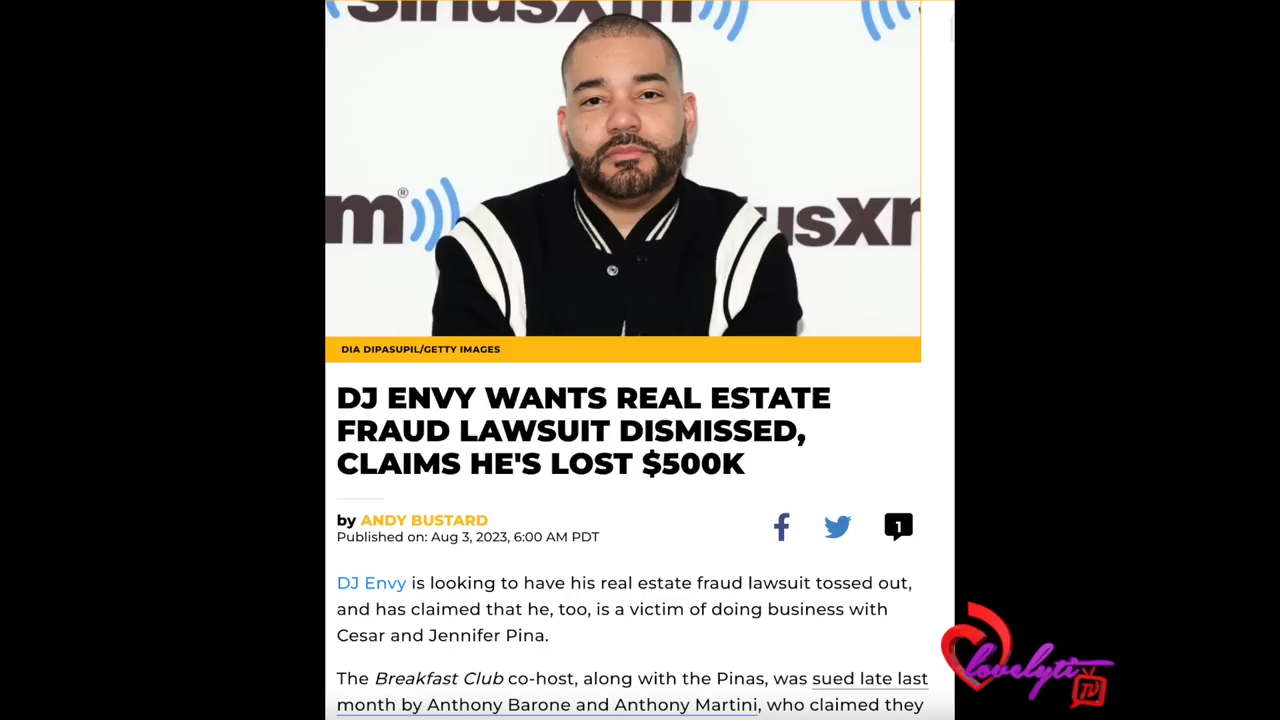 SiriusXm
m®
iusXm
DIA DIPASUPIL/GETTY IMAGES
DJ ENVY WANTS REAL ESTATE
FRAUD LAWSUIT DISMISSED,
CLAIMS HE'S LOST $500K
by ANDY BUSTARD
Published on: Aug 3, 2023, 6:00 AM PDT
1
DJ Envy is looking to have his real estate fraud lawsuit tossed out,
and has claimed that he, too, is a victim of doing business with
Cesar and Jennifer Pina.
The Breakfast Club co-host, along with the Pinas, was sued late last
month by Anthony Barone and Anthony Martini, who claimed they
lovelyti
TV